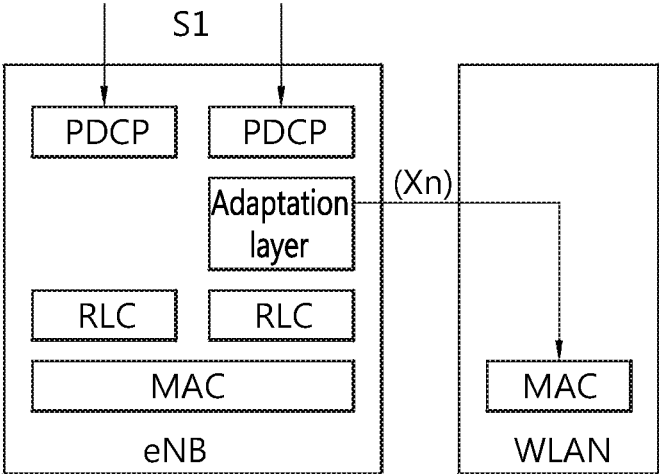 S1
PDCP PDCP
(Xn)
Adaptation
layer
RLC RLC
MAC MAC
eNB WLAN